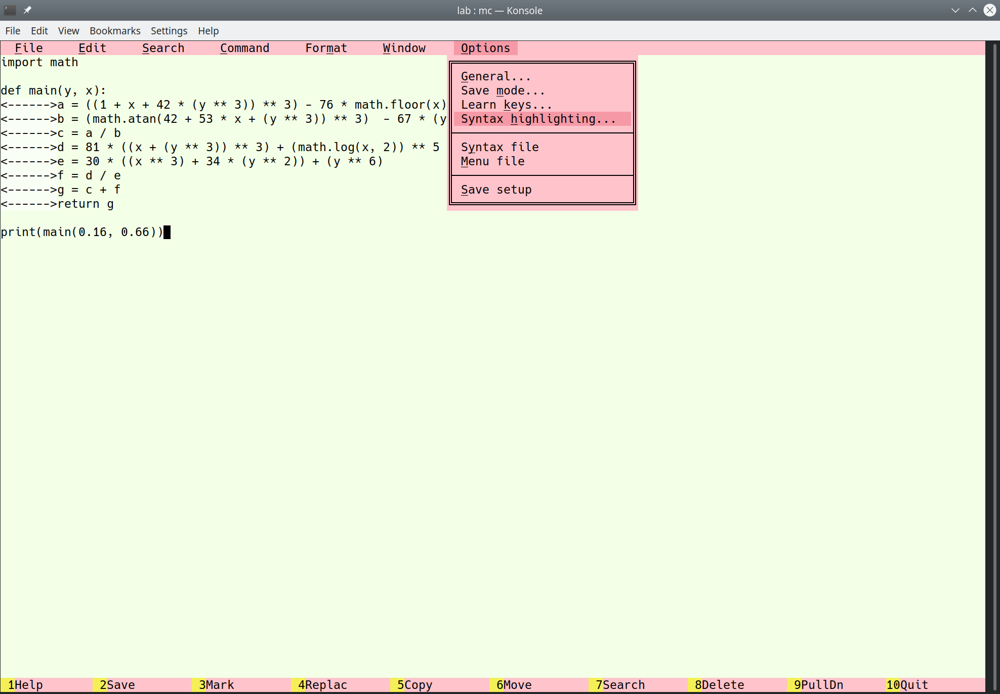 lab : mc — Konsole
File Edit View Bookmarks Settings Help
File Edit Search Command Format Window Options
import math
def main(y, x):
<------>a = ((1 + x + 42 * (y ** 3)) ** 3) - 76 * math.floor(x)
<------>b = (math.atan(42 + 53 * x + (y ** 3)) ** 3)  - 67 * (y
<------>c = a / b
<------>d = 81 * ((x + (y ** 3)) ** 3) + (math.log(x, 2)) ** 5
<------>e = 30 * ((x ** 3) + 34 * (y ** 2)) + (y ** 6)
<------>f = d / e
<------>g = c + f
<------>return g
print(main(0.16, 0.66))
General...
Save mode...
Learn keys...
Syntax highlighting...
Syntax file
Menu file
Save setup
1Help 2Save 3Mark 4Replac 5Copy 6Move 7Search 8Delete 9PullDn 10Quit